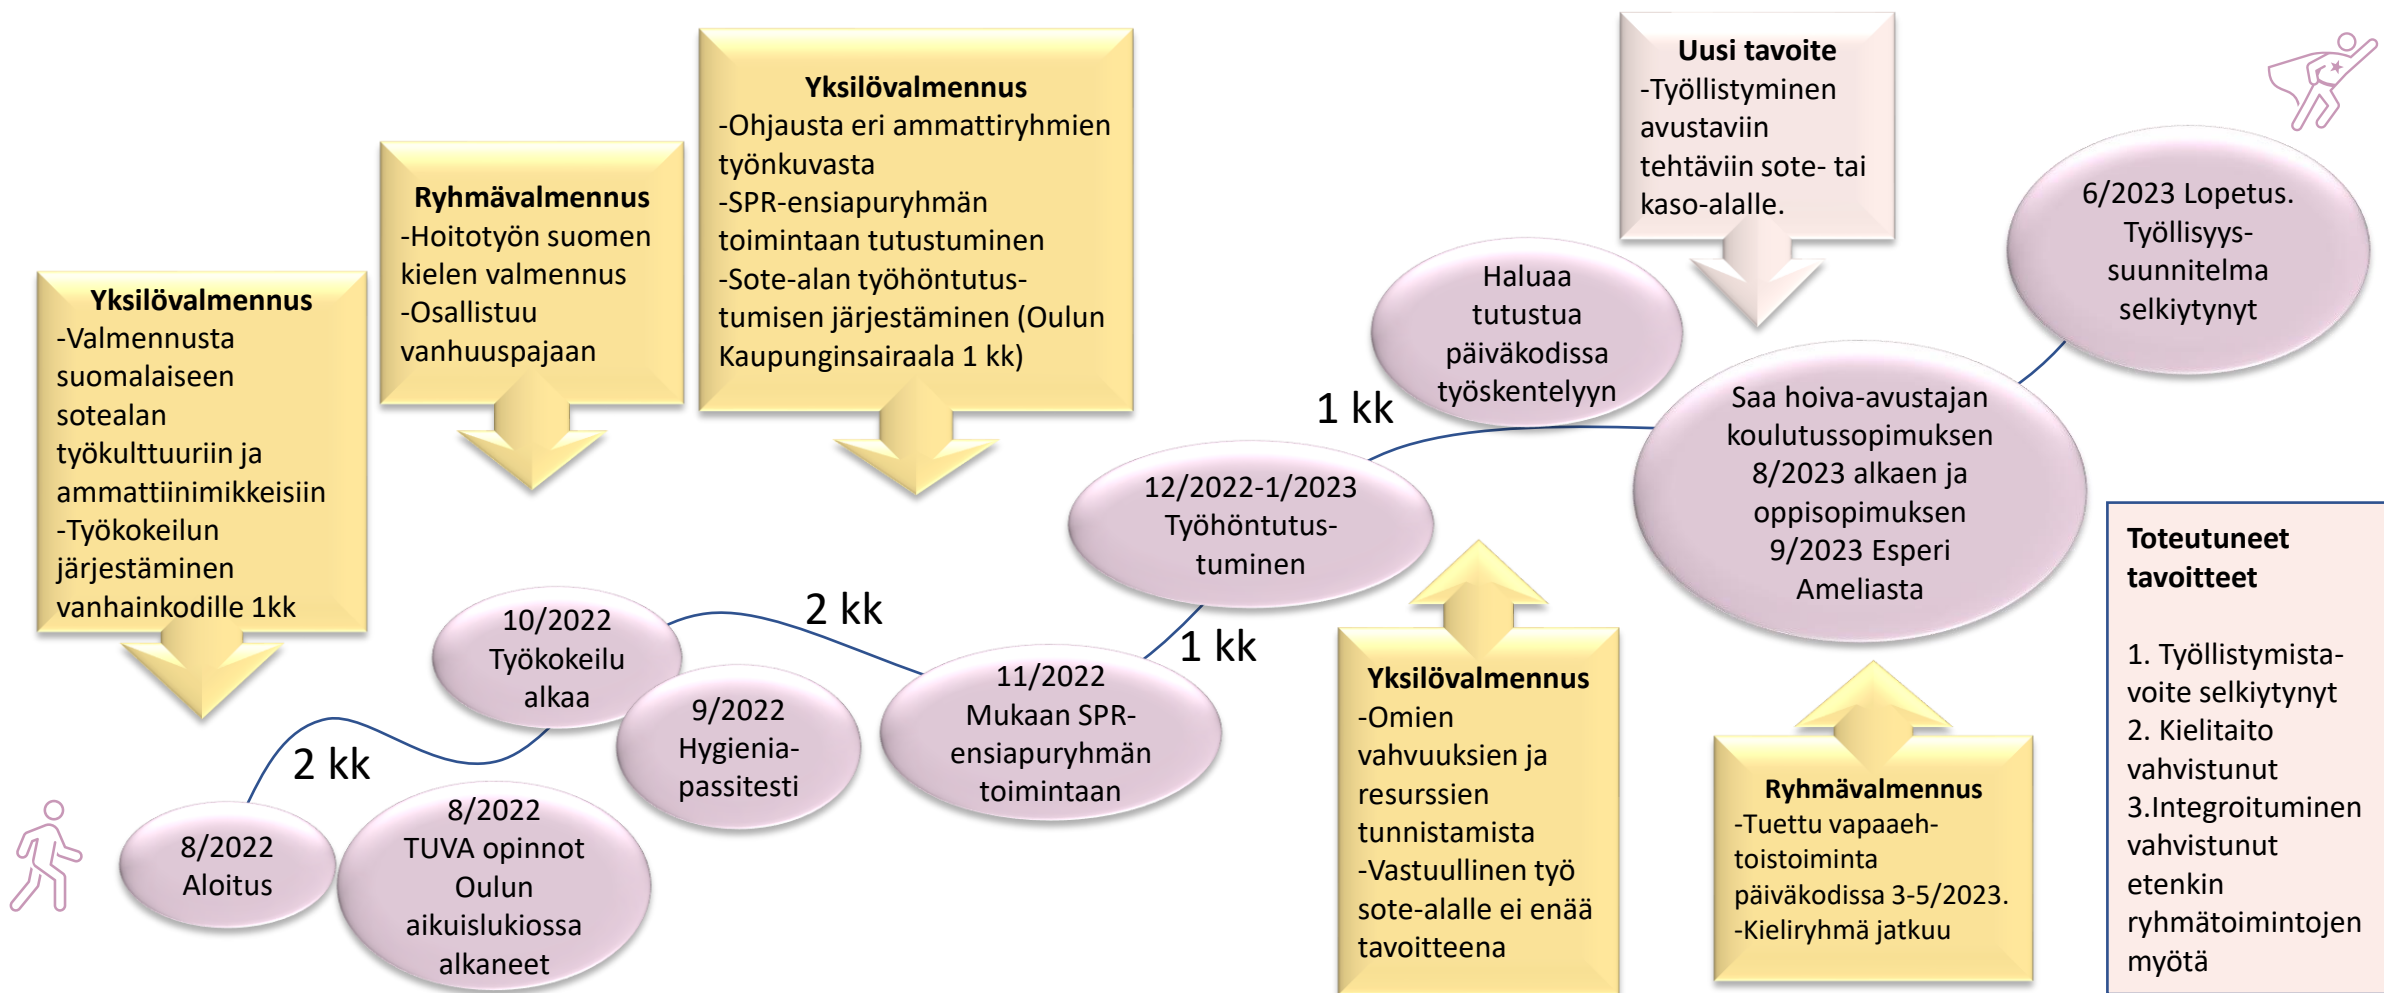 Yksilövalmennus
-Valmennusta
suomalaiseen
sotealan
työkulttuuriin ja
ammattiinimikkeisiin
-Työkokeilun
järjestäminen
vanhainkodille 1kk
Ryhmävalmennus
-Hoitotyön suomen
kielen valmennus
-Osallistuu
vanhuuspajaan
Yksilövalmennus
-Ohjausta eri ammattiryhmien
työnkuvasta
-SPR-ensiapuryhmän
toimintaan tutustuminen
-Sote-alan työhöntutus-
tumisen järjestäminen (Oulun
Kaupunginsairaala 1 kk)
Uusi tavoite
-Työllistyminen
avustaviin
tehtäviin sote- tai
kaso-alalle.
8/2022
Aloitus
2 kk
8/2022
TUVA opinnot
Oulun
aikuislukiossa
alkaneet
10/2022
Työkokeilu
alkaa
9/2022
Hygienia-
passitesti
2 kk
11/2022
Mukaan SPR-
ensiapuryhmän
toimintaan
1 kk
12/2022-1/2023
Työhöntutus-
tuminen
1 kk
Haluaa
tutustua
päiväkodissa
työskentelyyn
Saa hoiva-avustajan
koulutussopimuksen
8/2023 alkaen ja
oppisopimuksen
9/2023 Esperi
Ameliasta
6/2023 Lopetus.
Työllisyys-
suunnitelma
selkiytynyt
Yksilövalmennus
-Omien
vahvuuksien ja
resurssien
tunnistamista
-Vastuullinen työ
sote-alalle ei enää
tavoitteena
Ryhmävalmennus
-Tuettu vapaaeh-
toistoiminta
päiväkodissa 3-5/2023.
-Kieliryhmä jatkuu
Toteutuneet
tavoitteet
1. Työllistymista-
voite selkiytynyt
2. Kielitaito
vahvistunut
3.Integroituminen
vahvistunut
etenkin
ryhmätoimintojen
myötä